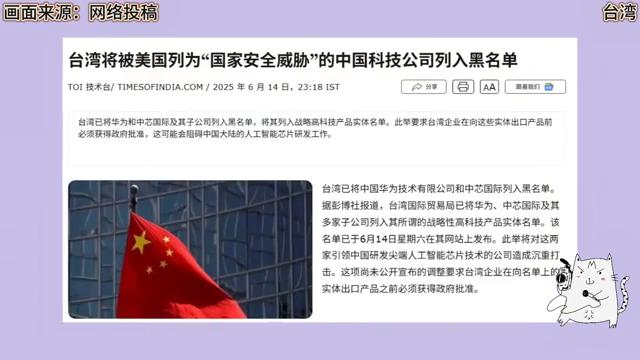 画面来源：网络投稿
台湾
台湾将被美国列为“国家安全威胁”的中国科技公司列入黑名单
TOI 技术台/ TIMESOFINDIA.COM / 2025 年 6 月 14 日，23:18 IST
分享
AA
跟着我们
台湾已将华为和中芯国际及其子公司列入黑名单，将其列入战略高科技产品实体名单。此举要求台湾企业在向这些实体出口产品前
必须获得政府批准，这可能会阻碍中国大陆的人工智能芯片研发工作。
台湾已将中国华为技术有限公司和中芯国际列入黑名单。
据彭博社报道，台湾国际贸易局已将华为、中芯国际及其
多家子公司列入其所谓的战略性高科技产品实体名单。该
名单已于6月14日星期六在其网站上发布。此举将对这两
家引领中国研发尖端人工智能芯片技术的公司造成沉重打
击。这项尚未公开宣布的调整要求台湾企业在向名单上的
实体出口产品之前必须获得政府批准。